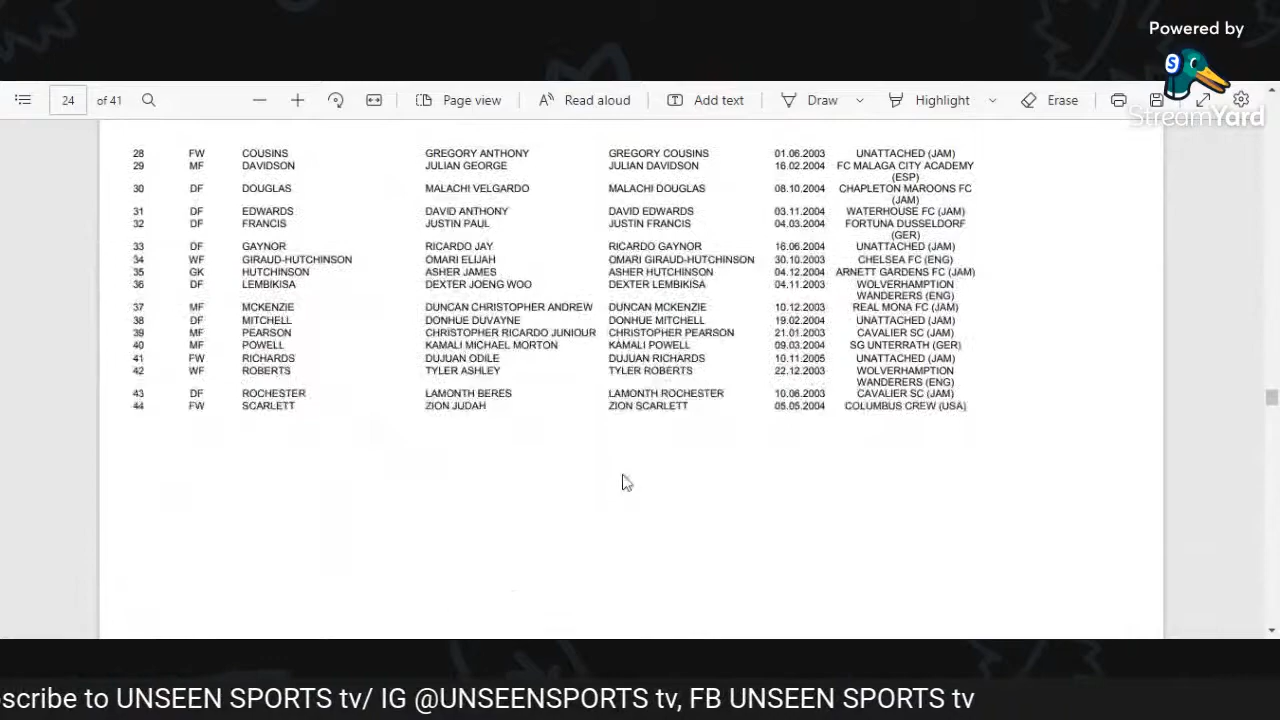 Powered by
StreamYard
24 of 41 Page view Read aloud Add text Draw Highlight Erase
28 FW COUSINS GREGORY ANTHONY GREGORY COUSINS 01.06.2003 UNATTACHED (JAM)
29 MF DAVIDSON JULIAN GEORGE JULIAN DAVIDSON 16.02.2004 FC MALAGA CITY ACADEMY
(ESP)
30 DF DOUGLAS MALACHI VELGARDO MALACHI DOUGLAS 08.10.2004 CHAPLETON MAROONS FC
(JAM)
31 DF EDWARDS DAVID ANTHONY DAVID EDWARDS 03.11.2004 WATERHOUSE FC (JAM)
32 DF FRANCIS JUSTIN PAUL JUSTIN FRANCIS 04.03.2004 FORTUNA DUSSELDORF
(GER)
33 DF GAYNOR RICARDO JAY RICARDO GAYNOR 16.06.2004 UNATTACHED (JAM)
34 WF GIRAUD-HUTCHINSON OMARI ELIJAH OMARI GIRAUD-HUTCHINSON 30.10.2003 CHELSEA FC (ENG)
35 GK HUTCHINSON ASHER JAMES ASHER HUTCHINSON 04.12.2004 ARNETT GARDENS FC (JAM)
36 DF LEMBIKISA DEXTER JOENG WOO DEXTER LEMBIKISA 04.11.2003 WOLVERHAMPTON
WANDERERS (ENG)
37 MF MCKENZIE DUNCAN CHRISTOPHER ANDREW DUNCAN MCKENZIE 10.12.2003 REAL MONA FC (JAM)
38 DF MITCHELL DONHUE DUVAYNE DONHUE MITCHELL 19.02.2004 UNATTACHED (JAM)
39 MF PEARSON CHRISTOPHER RICARDO JUNIOUR CHRISTOPHER PEARSON 21.01.2003 CAVALIER SC (JAM)
40 MF POWELL KAMALI MICHAEL MORTON KAMALI POWELL 09.03.2004 SG UNTERRATH (GER)
41 FW RICHARDS DUJUAN ODILE DUJUAN RICHARDS 10.11.2005 UNATTACHED (JAM)
42 WF ROBERTS TYLER ASHLEY TYLER ROBERTS 22.12.2003 WOLVERHAMPTON
WANDERERS (ENG)
43 DF ROCHESTER LAMONTH BERES LAMONTH ROCHESTER 10.06.2003 CAVALIER SC (JAM)
44 FW SCARLETT ZION JUDAH ZION SCARLETT 05.05.2004 COLUMBUS CREW (USA)
scribe to UNSEEN SPORTS tv/ IG @UNSEENSPORTS tv, FB UNSEEN SPORTS tv